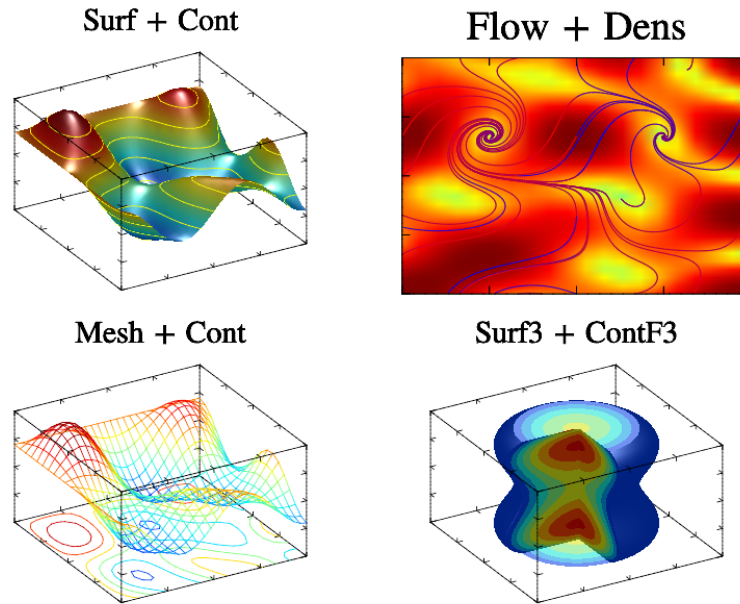 Surf + Cont
Flow + Dens
Mesh + Cont
Surf3 + ContF3